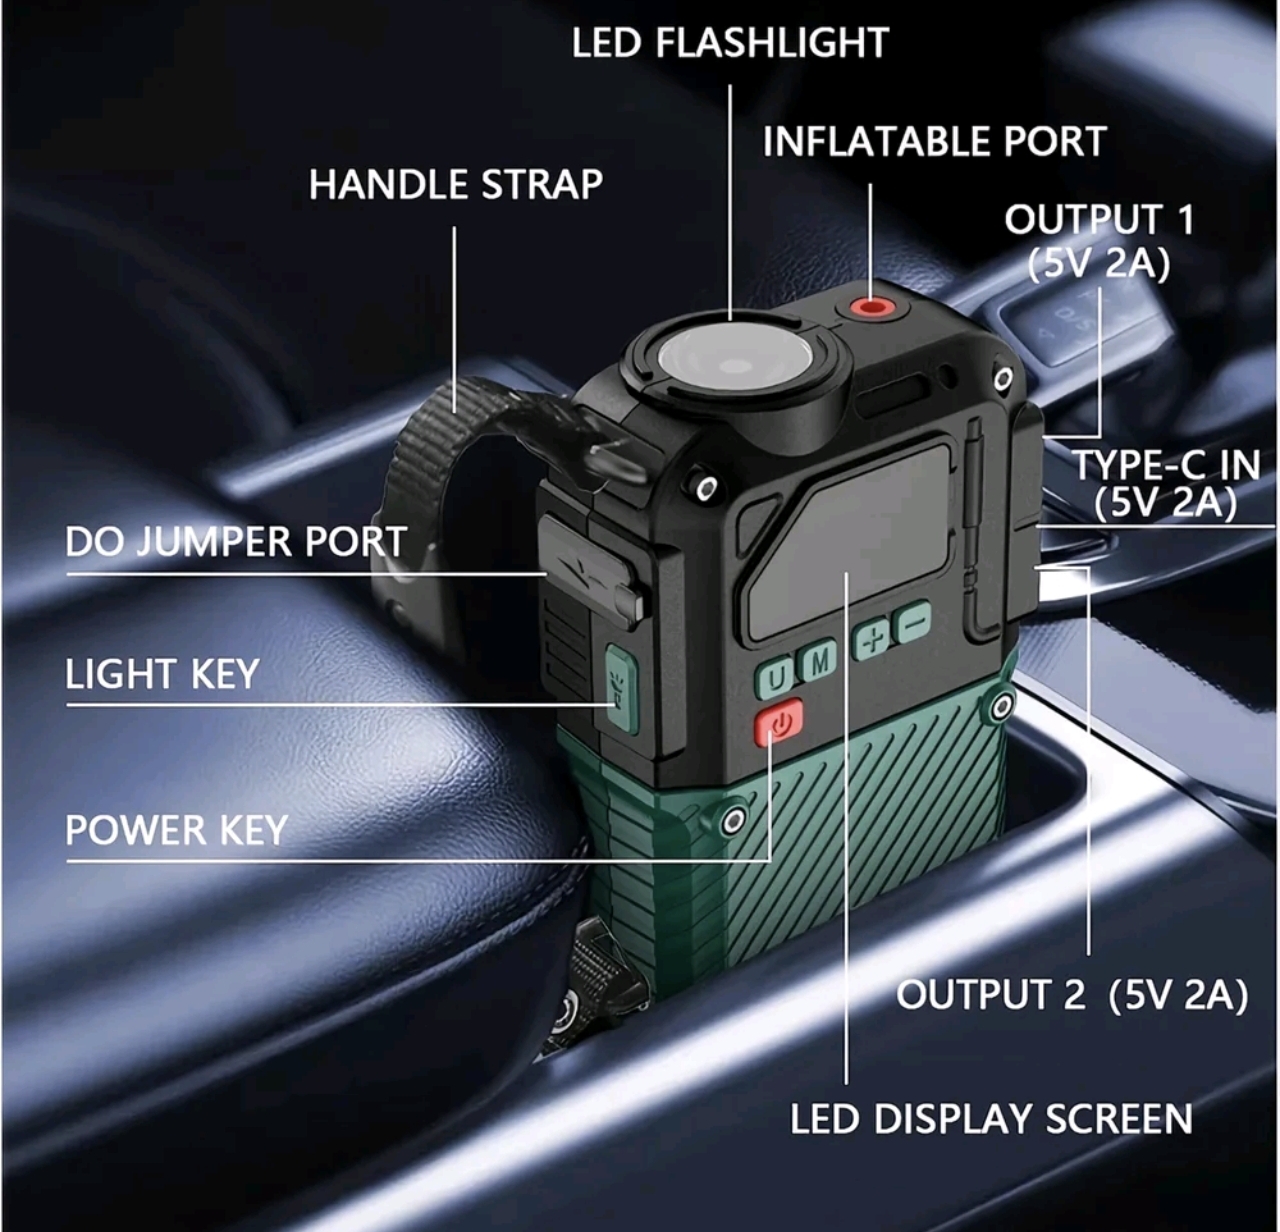 LED FLASHLIGHT
INFLATABLE PORT
HANDLE STRAP
OUTPUT 1
(5V 2A)
TYPE-C IN
(5V 2A)
DO JUMPER PORT
U M + −
LIGHT KEY
POWER KEY
OUTPUT 2 (5V 2A)
LED DISPLAY SCREEN